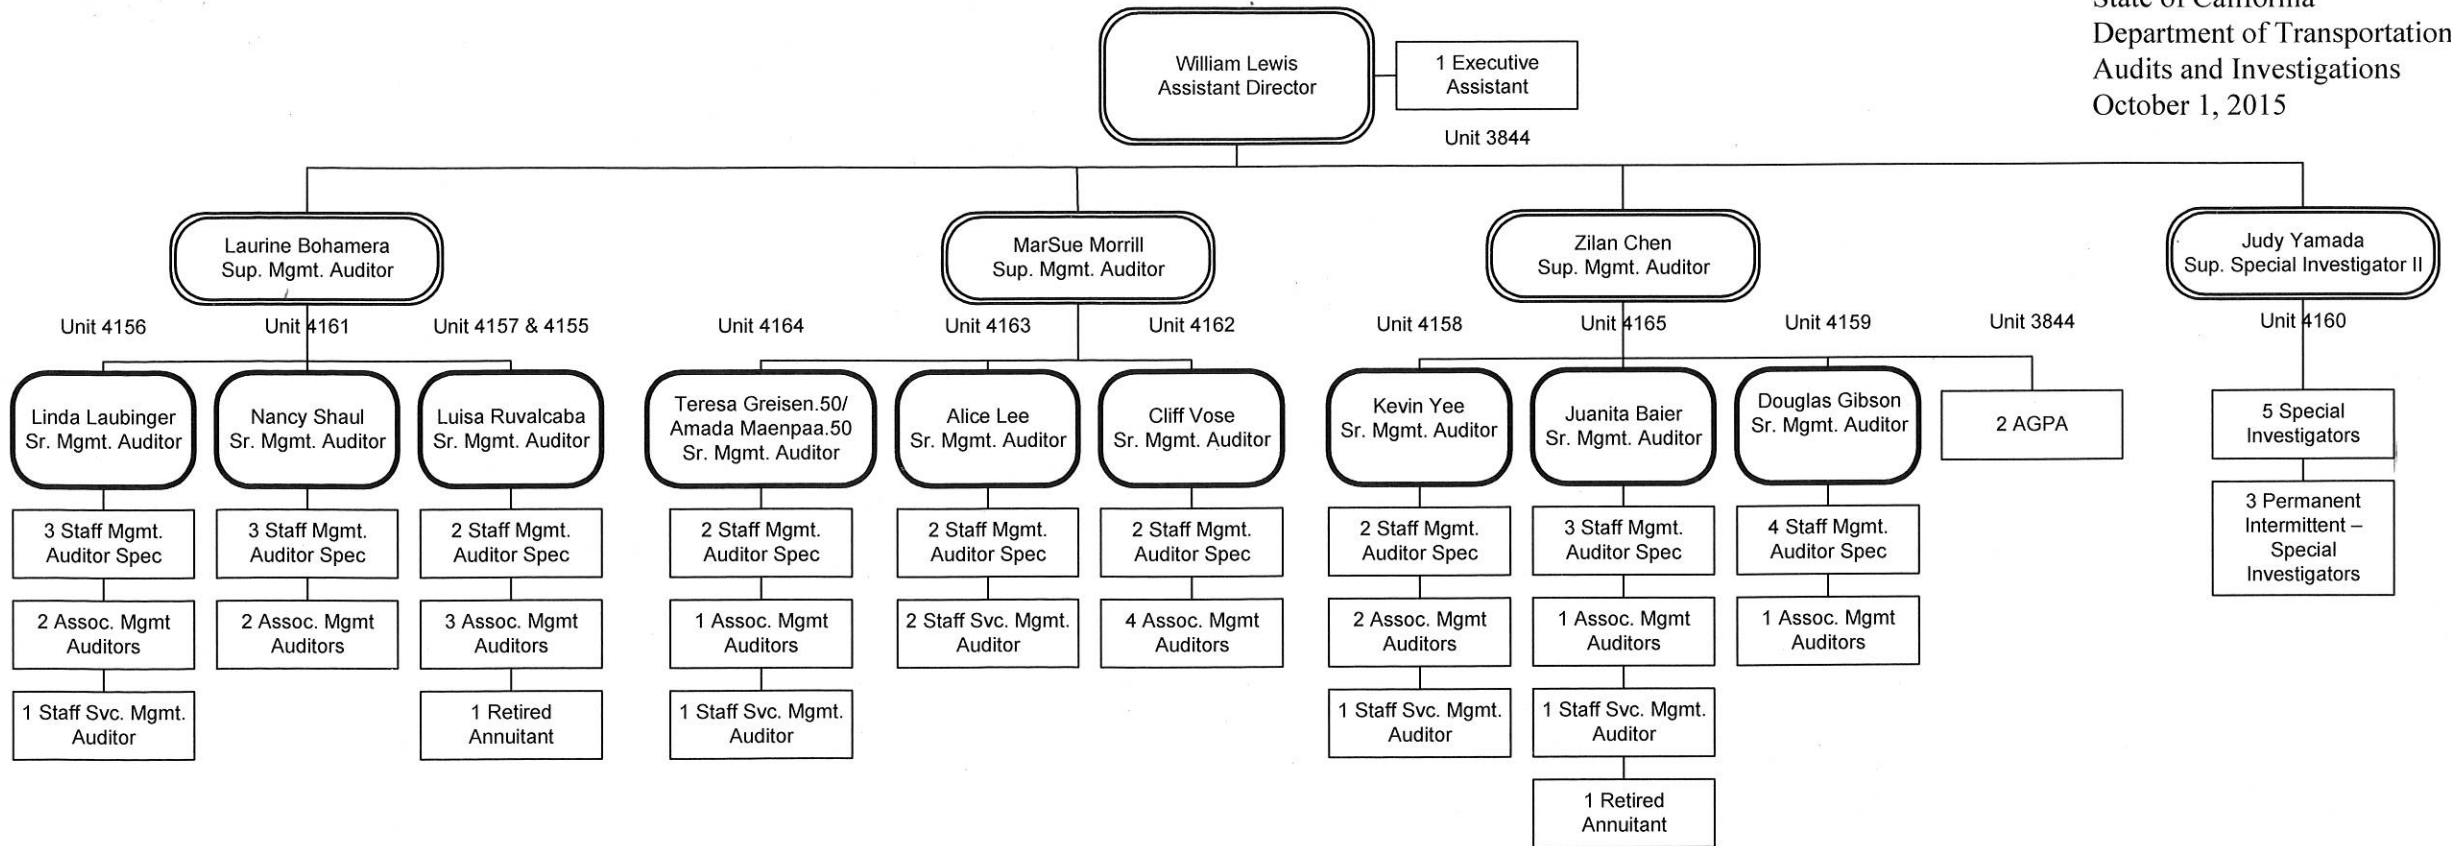 State of California
Department of Transportation
Audits and Investigations
October 1, 2015
William Lewis
Assistant Director
1 Executive
Assistant
Unit 3844
Laurine Bohamera
Sup. Mgmt. Auditor
MarSue Morrill
Sup. Mgmt. Auditor
Zilan Chen
Sup. Mgmt. Auditor
Judy Yamada
Sup. Special Investigator II
Unit 4156
Unit 4161
Unit 4157 & 4155
Unit 4164
Unit 4163
Unit 4162
Unit 4158
Unit 4165
Unit 4159
Unit 3844
Unit 4160
Linda Laubinger
Sr. Mgmt. Auditor
Nancy Shaul
Sr. Mgmt. Auditor
Luisa Ruvalcaba
Sr. Mgmt. Auditor
Teresa Greisen.50/
Amada Maenpaa.50
Sr. Mgmt. Auditor
Alice Lee
Sr. Mgmt. Auditor
Cliff Vose
Sr. Mgmt. Auditor
Kevin Yee
Sr. Mgmt. Auditor
Juanita Baier
Sr. Mgmt. Auditor
Douglas Gibson
Sr. Mgmt. Auditor
2 AGPA
5 Special
Investigators
3 Staff Mgmt.
Auditor Spec
3 Staff Mgmt.
Auditor Spec
2 Staff Mgmt.
Auditor Spec
2 Staff Mgmt.
Auditor Spec
2 Staff Mgmt.
Auditor Spec
2 Staff Mgmt.
Auditor Spec
2 Staff Mgmt.
Auditor Spec
3 Staff Mgmt.
Auditor Spec
4 Staff Mgmt.
Auditor Spec
3 Permanent
Intermittent –
Special
Investigators
2 Assoc. Mgmt
Auditors
2 Assoc. Mgmt
Auditors
3 Assoc. Mgmt
Auditors
1 Assoc. Mgmt
Auditors
2 Staff Svc. Mgmt.
Auditor
4 Assoc. Mgmt
Auditors
2 Assoc. Mgmt
Auditors
1 Assoc. Mgmt
Auditors
1 Assoc. Mgmt
Auditors
1 Staff Svc. Mgmt.
Auditor
1 Retired
Annuitant
1 Staff Svc. Mgmt.
Auditor
1 Staff Svc. Mgmt.
Auditor
1 Staff Svc. Mgmt.
Auditor
1 Retired
Annuitant